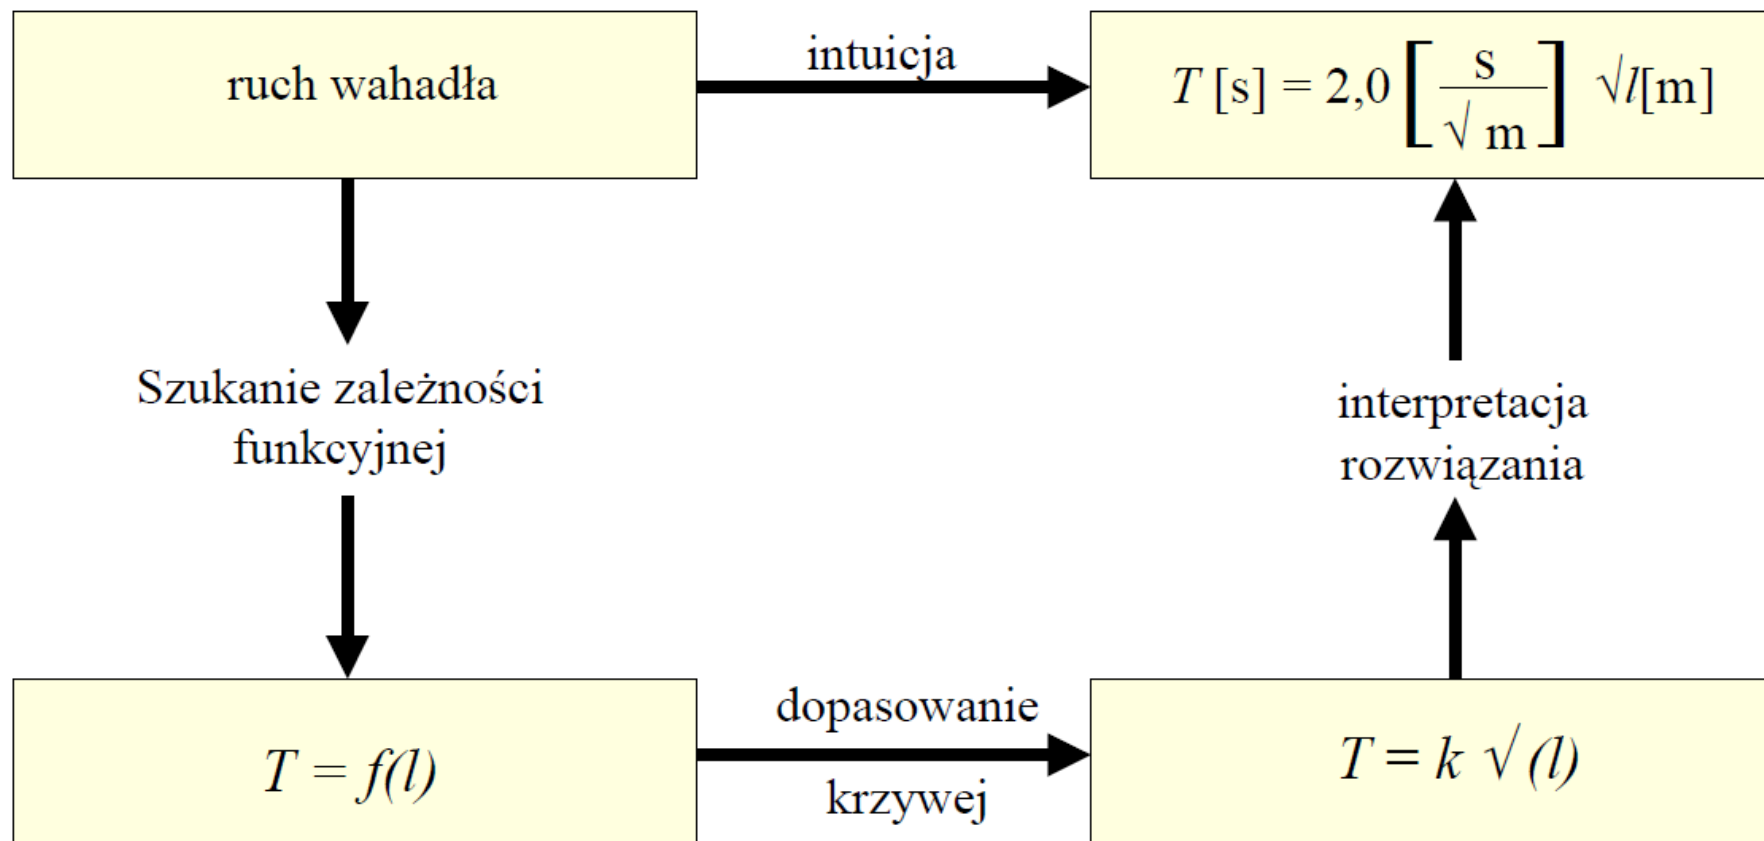 ruch wahadła
intuicja
T [s] = 2,0 [ s / √ m ] √l[m]
Szukanie zależności
funkcyjnej
interpretacja
rozwiązania
T = f(l)
dopasowanie
krzywej
T = k √ (l)